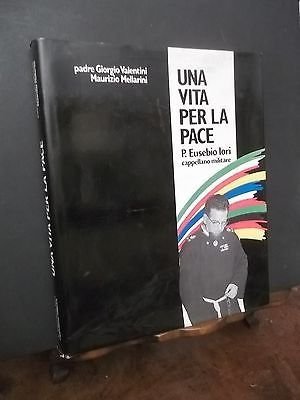 padre Giorgio Valentini
Maurizio Mellarini
UNA
VITA
PER LA
PACE
P. Eusebio Iori
cappellano militare
UNA VITA PER LA PACE